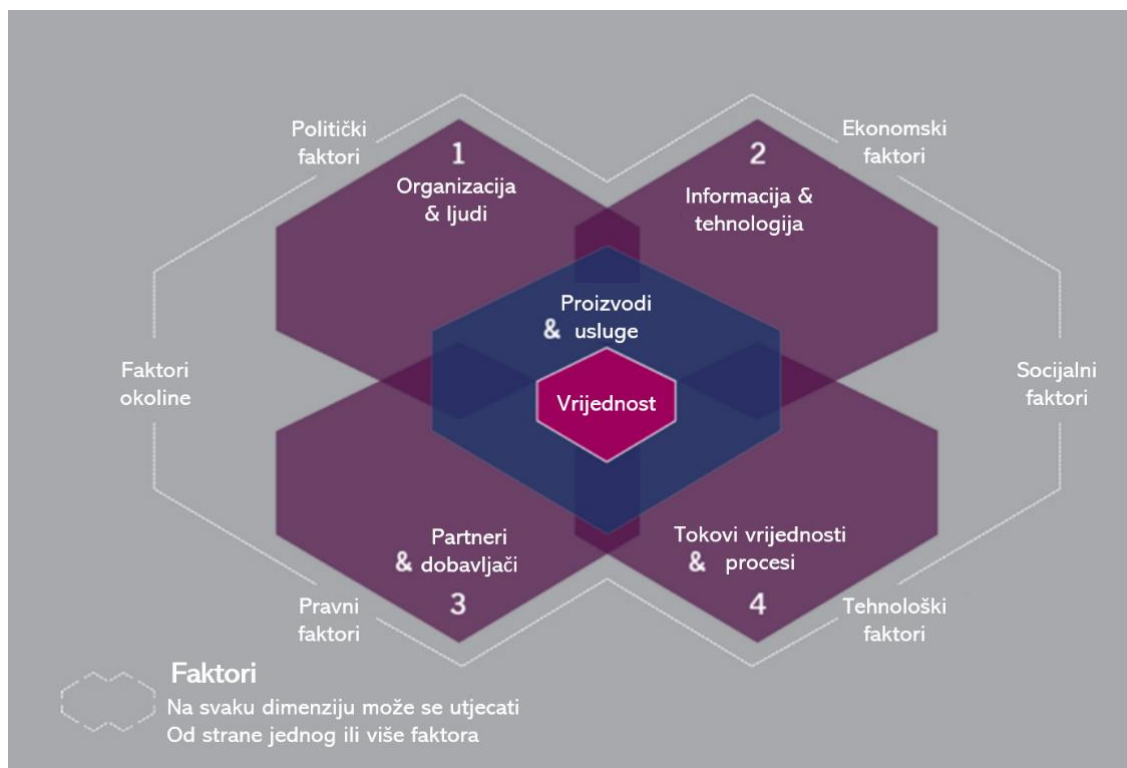 Politički
faktori
1
Organizacija
& ljudi
2
Informacija &
tehnologija
Ekonomski
faktori
Proizvodi
& usluge
Faktori
okoline
Vrijednost
Socijalni
faktori
Partneri
& dobavljači
3
Tokovi vrijednosti
& procesi
4
Pravni
faktori
Tehnološki
faktori
Faktori
Na svaku dimenziju može se utjecati
Od strane jednog ili više faktora